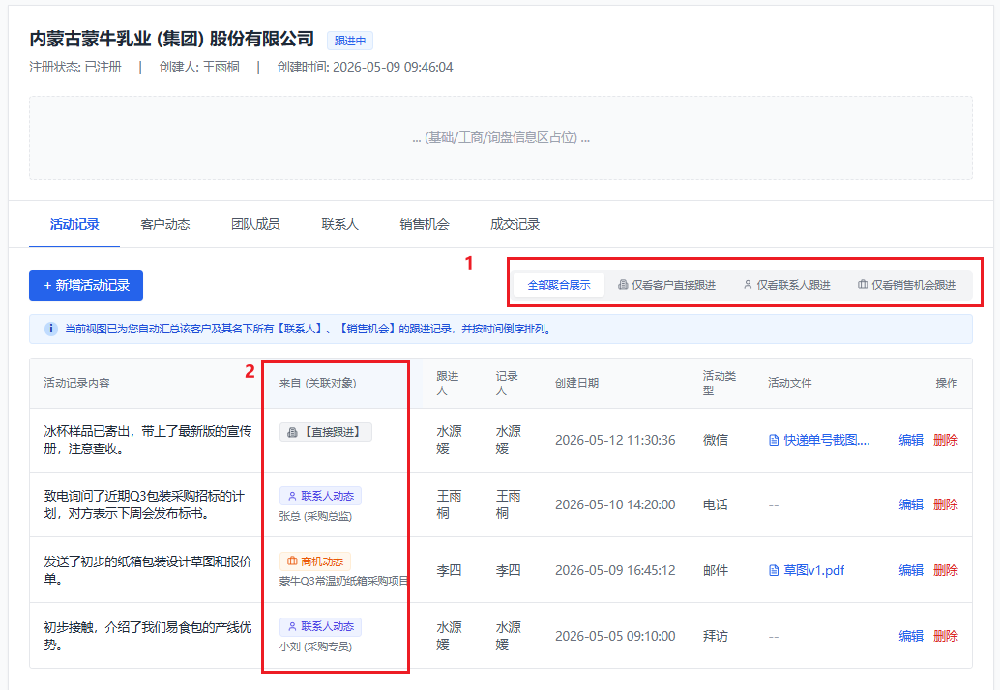 内蒙古蒙牛乳业 (集团) 股份有限公司 跟进中
注册状态: 已注册 | 创建人: 王雨桐 | 创建时间: 2026-05-09 09:46:04
... (基础/工商/询盘信息区占位) ...
活动记录 客户动态 团队成员 联系人 销售机会 成交记录
1
+ 新增活动记录 全部聚合展示 仅看客户直接跟进 仅看联系人跟进 仅看销售机会跟进
当前视图已为您自动汇总该客户及其名下所有【联系人】、【销售机会】的跟进记录，并按时间倒序排列。
2
活动记录内容 来自 (关联对象) 跟进人 记录人 创建日期 活动类型 活动文件 操作
冰杯样品已寄出，带上了最新版的宣传
册，注意查收。
【直接跟进】
水源
媛
水源
媛
2026-05-12 11:30:36 微信 快递单号截图.... 编辑 删除
致电询问了近期Q3包装采购招标的计
划，对方表示下周会发布标书。
联系人动态
张总 (采购总监)
王雨
桐
王雨
桐
2026-05-10 14:20:00 电话 -- 编辑 删除
发送了初步的纸箱包装设计草图和报价
单。
商机动态
蒙牛Q3常温奶纸箱采购项目
李四 李四 2026-05-09 16:45:12 邮件 草图v1.pdf 编辑 删除
初步接触，介绍了我们易食包的产线优
势。
联系人动态
小刘 (采购专员)
水源
媛
水源
媛
2026-05-05 09:10:00 拜访 -- 编辑 删除